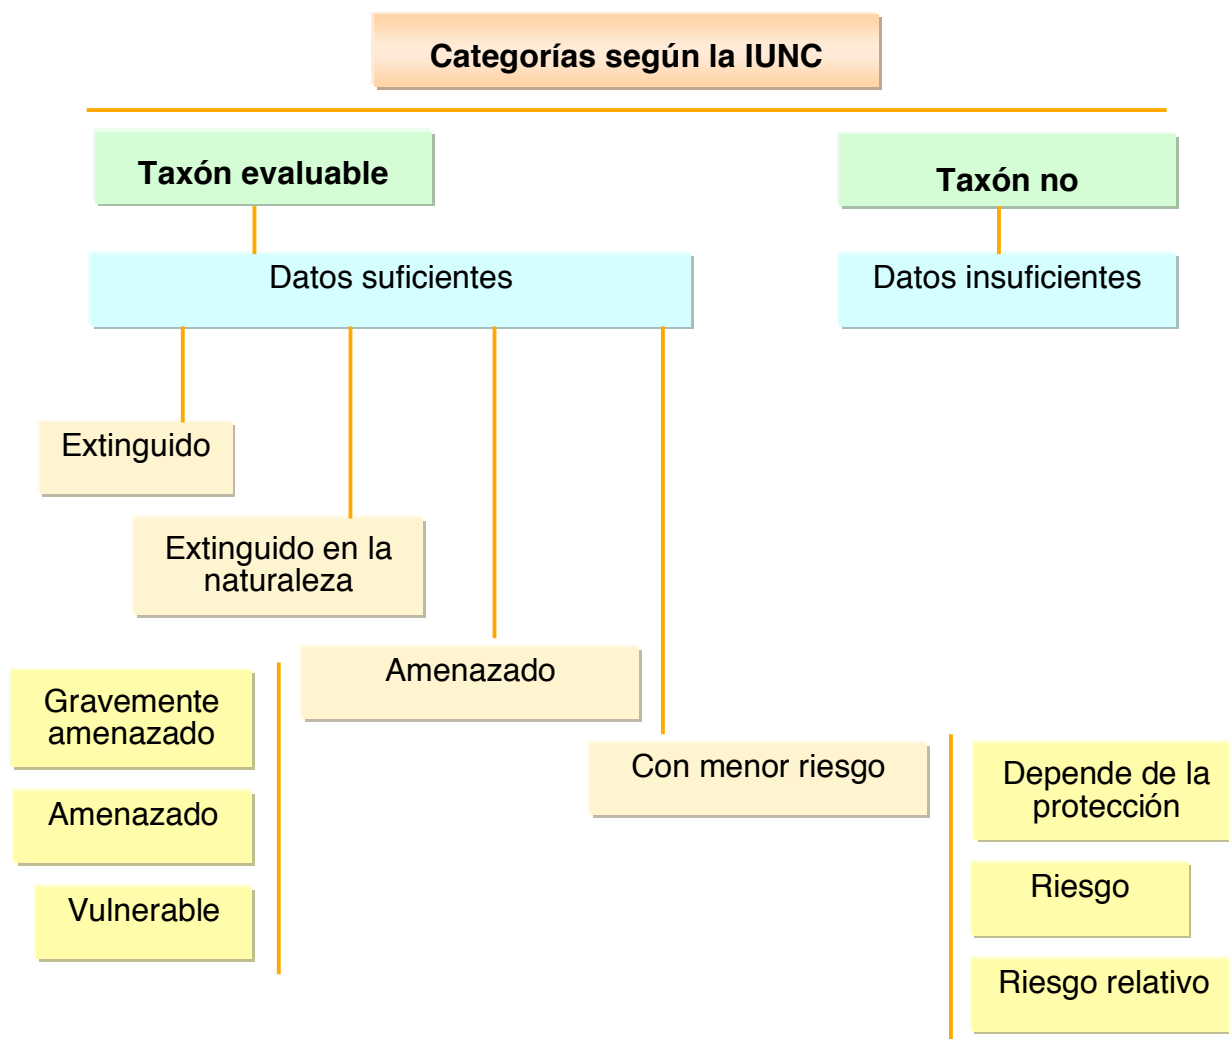 Categorías según la IUNC
Taxón evaluable
Taxón no
Datos suficientes
Datos insuficientes
Extinguido
Extinguido en la
naturaleza
Amenazado
Gravemente
amenazado
Amenazado
Vulnerable
Con menor riesgo
Depende de la
protección
Riesgo
Riesgo relativo